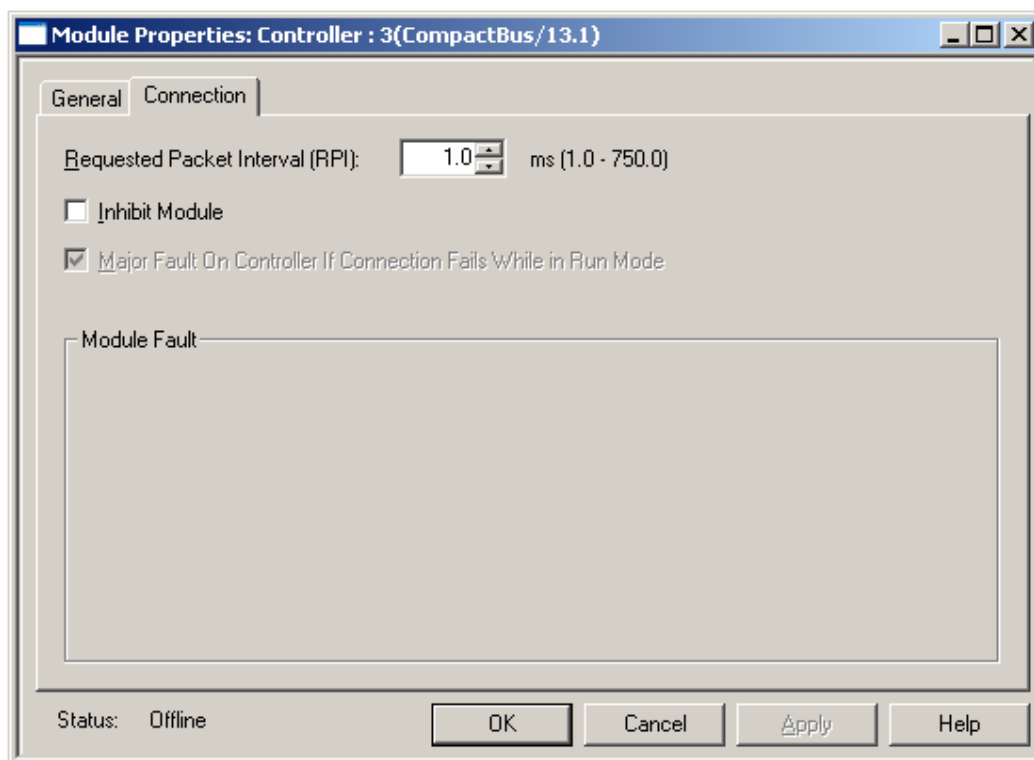 Module Properties: Controller : 3(CompactBus/13.1)
General Connection
Requested Packet Interval (RPI): 1.0 ms (1.0 - 750.0)
Inhibit Module
Major Fault On Controller If Connection Fails While in Run Mode
Module Fault
Status: Offline OK Cancel Apply Help